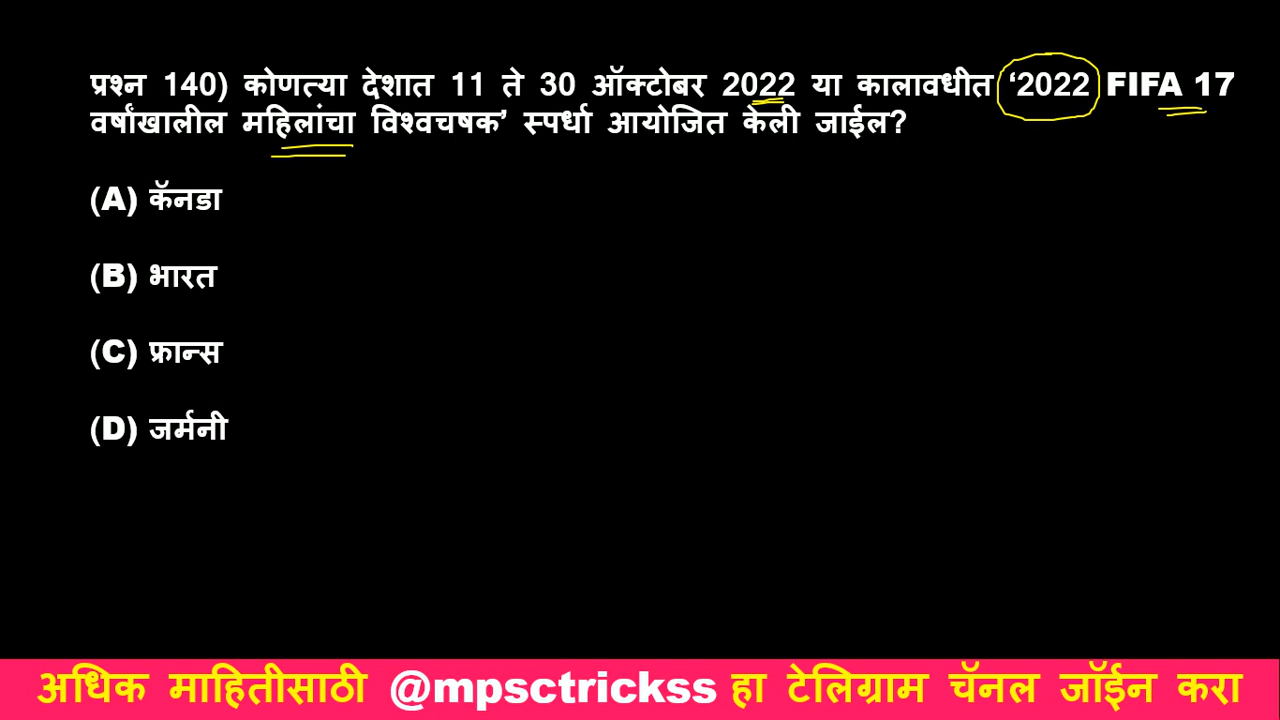 प्रश्न 140) कोणत्या देशात 11 ते 30 ऑक्टोबर 2022 या कालावधीत ‘2022 FIFA 17
वर्षांखालील महिलांचा विश्वचषक’ स्पर्धा आयोजित केली जाईल?
(A) कॅनडा
(B) भारत
(C) फ्रान्स
(D) जर्मनी
अधिक माहितीसाठी @mpsctrickss हा टेलिग्राम चॅनल जॉईन करा